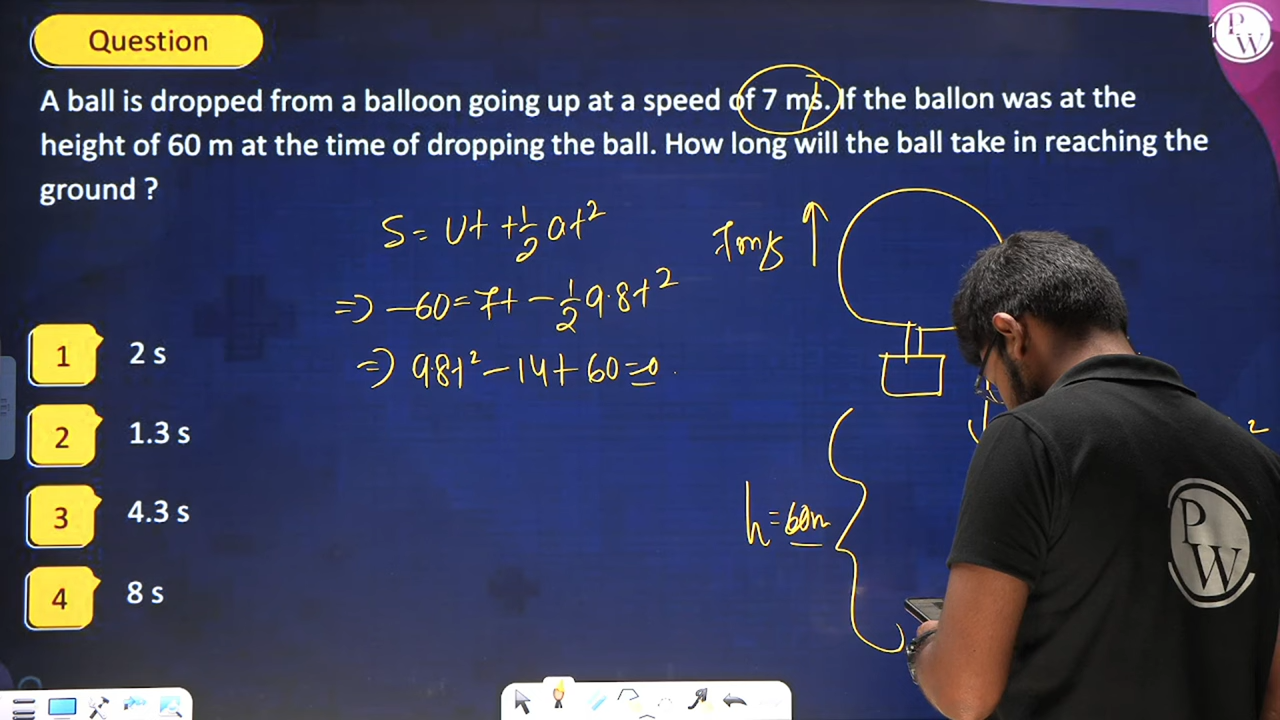 Question
PW
A ball is dropped from a balloon going up at a speed of 7 ms. If the ballon was at the
height of 60 m at the time of dropping the ball. How long will the ball take in reaching the
ground ?
S = ut + 1/2 at²
7m/s
⇒ -60 = 7t - 1/2 9.8t²
⇒ 9.8t² - 14t + 60 = 0
1 2 s
2 1.3 s
3 4.3 s
4 8 s
h = 60m
2
PW